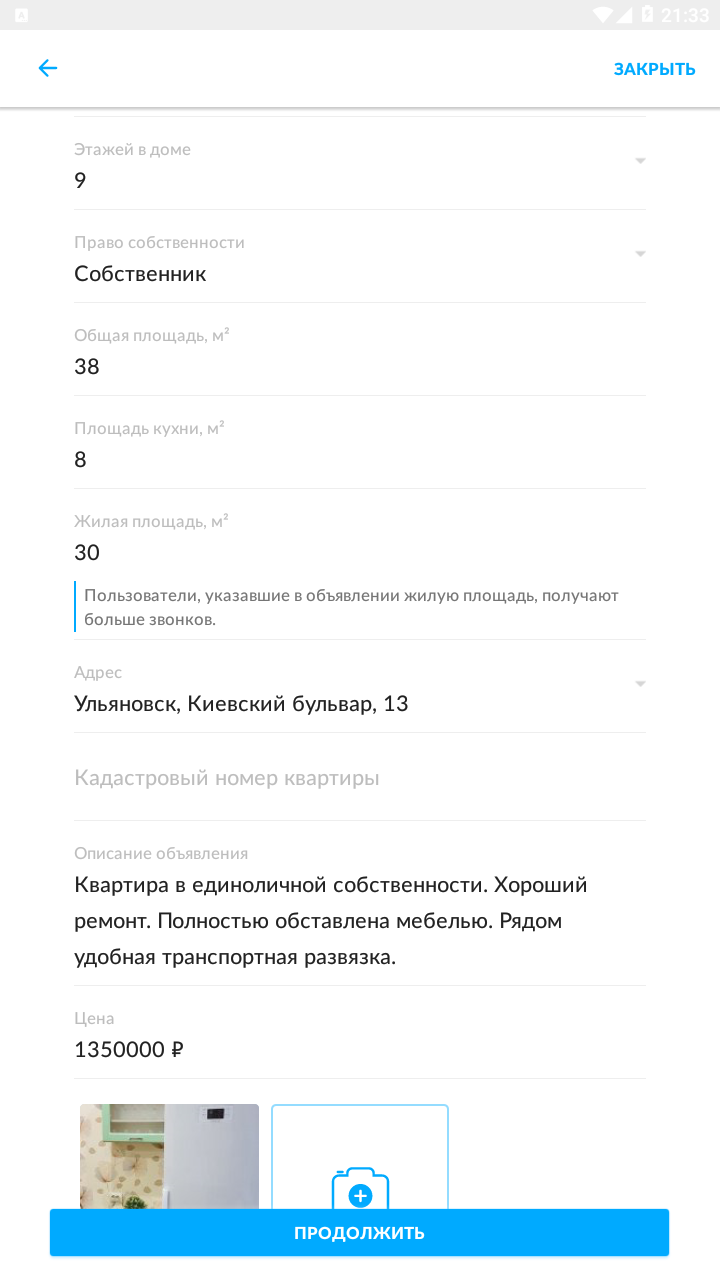 21:33
ЗАКРЫТЬ
Этажей в доме
9
Право собственности
Собственник
Общая площадь, м²
38
Площадь кухни, м²
8
Жилая площадь, м²
30
Пользователи, указавшие в объявлении жилую площадь, получают
больше звонков.
Адрес
Ульяновск, Киевский бульвар, 13
Кадастровый номер квартиры
Описание объявления
Квартира в единоличной собственности. Хороший
ремонт. Полностью обставлена мебелью. Рядом
удобная транспортная развязка.
Цена
1350000 ₽
ПРОДОЛЖИТЬ